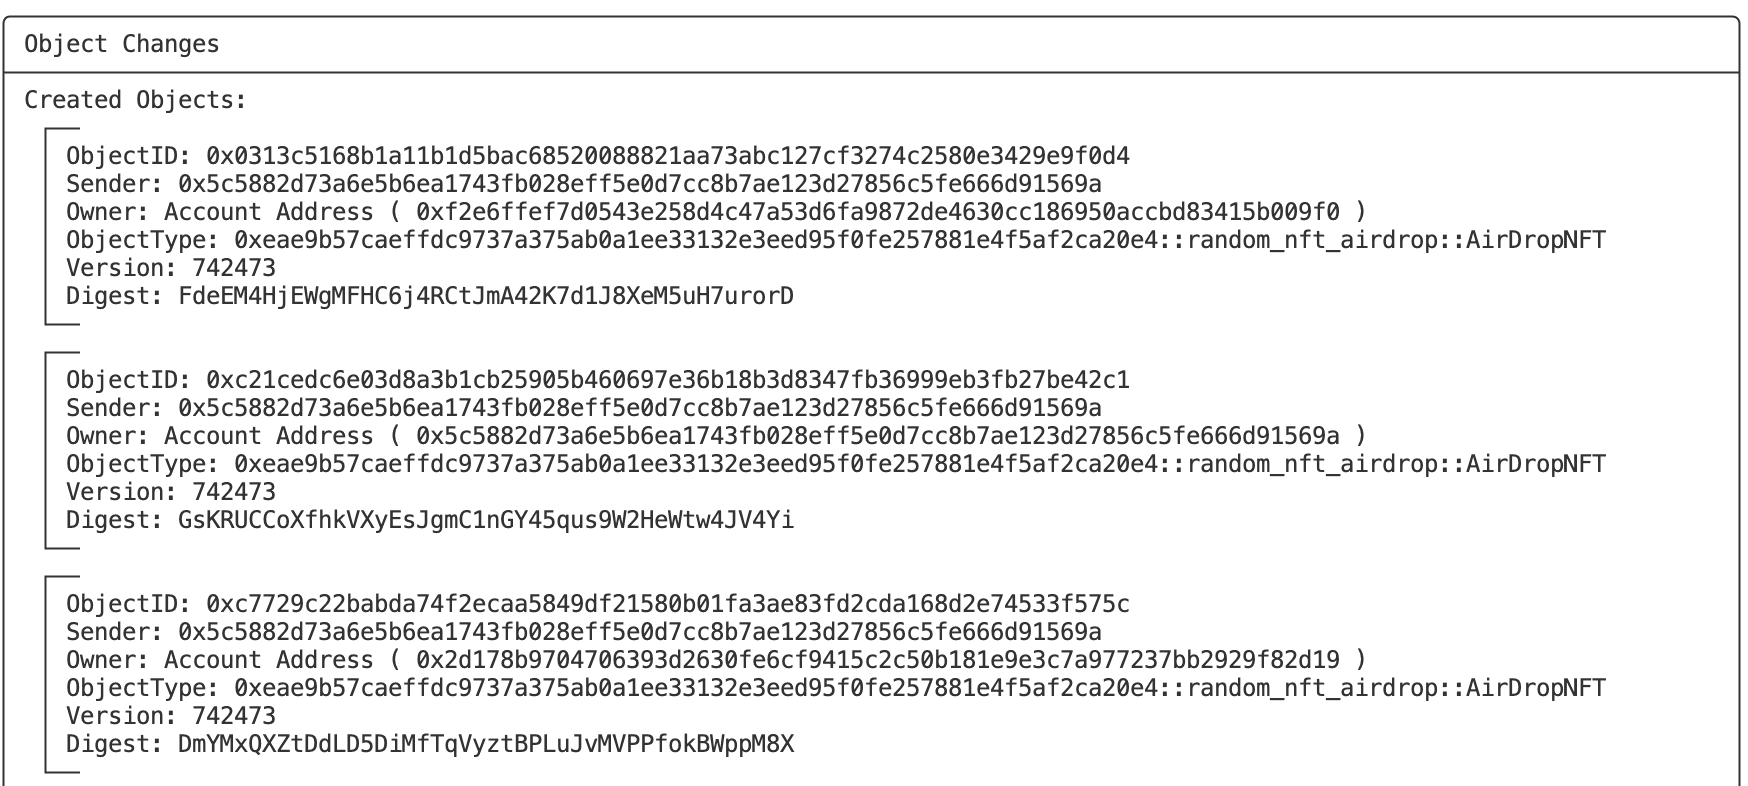 Object Changes
Created Objects:
ObjectID: 0x0313c5168b1a11b1d5bac68520088821aa73abc127cf3274c2580e3429e9f0d4
Sender: 0x5c5882d73a6e5b6ea1743fb028eff5e0d7cc8b7ae123d27856c5fe666d91569a
Owner: Account Address ( 0xf2e6ffef7d0543e258d4c47a53d6fa9872de4630cc186950accbd83415b009f0 )
ObjectType: 0xeae9b57caeffdc9737a375ab0a1ee33132e3eed95f0fe257881e4f5af2ca20e4::random_nft_airdrop::AirDropNFT
Version: 742473
Digest: FdeEM4HjEWgMFHC6j4RCtJmA42K7d1J8XeM5uH7urorD
ObjectID: 0xc21cedc6e03d8a3b1cb25905b460697e36b18b3d8347fb36999eb3fb27be42c1
Sender: 0x5c5882d73a6e5b6ea1743fb028eff5e0d7cc8b7ae123d27856c5fe666d91569a
Owner: Account Address ( 0x5c5882d73a6e5b6ea1743fb028eff5e0d7cc8b7ae123d27856c5fe666d91569a )
ObjectType: 0xeae9b57caeffdc9737a375ab0a1ee33132e3eed95f0fe257881e4f5af2ca20e4::random_nft_airdrop::AirDropNFT
Version: 742473
Digest: GsKRUCCoXfhkVXyEsJgmC1nGY45qus9W2HeWtw4JV4Yi
ObjectID: 0xc7729c22babda74f2ecaa5849df21580b01fa3ae83fd2cda168d2e74533f575c
Sender: 0x5c5882d73a6e5b6ea1743fb028eff5e0d7cc8b7ae123d27856c5fe666d91569a
Owner: Account Address ( 0x2d178b9704706393d2630fe6cf9415c2c50b181e9e3c7a977237bb2929f82d19 )
ObjectType: 0xeae9b57caeffdc9737a375ab0a1ee33132e3eed95f0fe257881e4f5af2ca20e4::random_nft_airdrop::AirDropNFT
Version: 742473
Digest: DmYMxQXZtDdLD5DiMfTqVyztBPLuJvMVPPfokBWppM8X